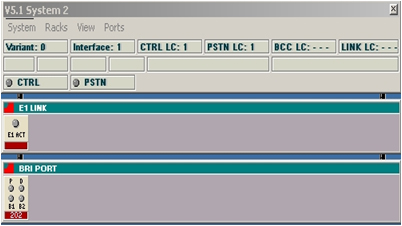 V5.1 System 2
System Racks View Ports
Variant: 0 Interface: 1 CTRL LC: 1 PSTN LC: 1 BCC LC: - - - LINK LC: - - -
CTRL PSTN
E1 LINK
E1 ACT
BRI PORT
P D
B1 B2
202